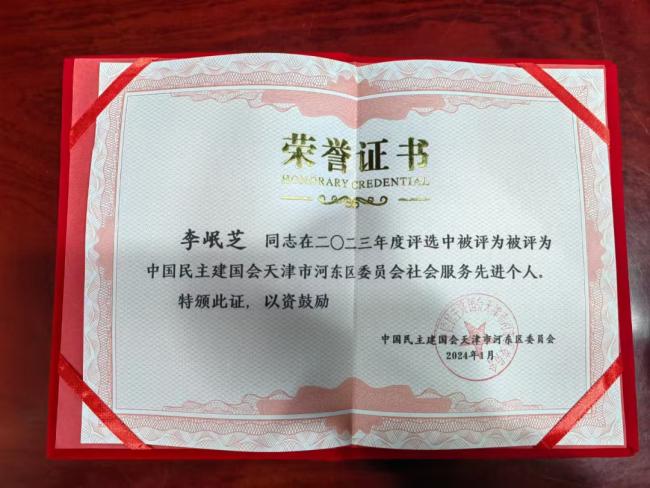 荣誉证书
HONORARY CREDENTIAL
李岷芝 同志在二〇二三年度评选中被评为被评为
中国民主建国会天津市河东区委员会社会服务先进个人.
特颁此证，以资鼓励
中国民主建国会天津市河东区委员会
2024年1月